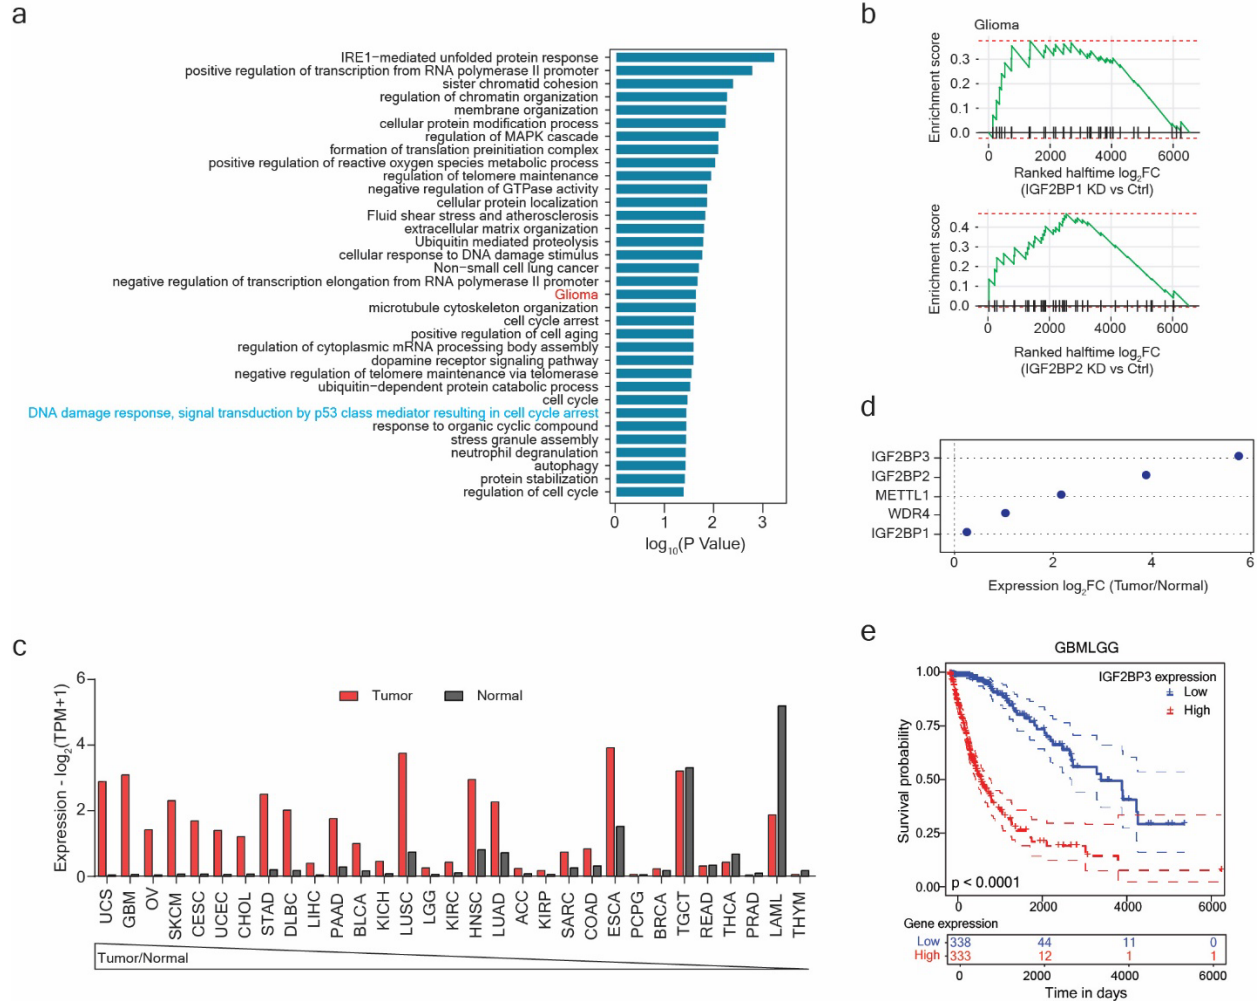 a
IRE1-mediated unfolded protein response
positive regulation of transcription from RNA polymerase II promoter
sister chromatid cohesion
regulation of chromatin organization
membrane organization
cellular protein modification process
regulation of MAPK cascade
formation of translation preinitiation complex
positive regulation of reactive oxygen species metabolic process
regulation of telomere maintenance
negative regulation of GTPase activity
cellular protein localization
Fluid shear stress and atherosclerosis
extracellular matrix organization
Ubiquitin mediated proteolysis
cellular response to DNA damage stimulus
Non-small cell lung cancer
negative regulation of transcription elongation from RNA polymerase II promoter
Glioma
microtubule cytoskeleton organization
cell cycle arrest
positive regulation of cell aging
regulation of cytoplasmic mRNA processing body assembly
dopamine receptor signaling pathway
negative regulation of telomere maintenance via telomerase
ubiquitin-dependent protein catabolic process
cell cycle
DNA damage response, signal transduction by p53 class mediator resulting in cell cycle arrest
response to organic cyclic compound
stress granule assembly
neutrophil degranulation
autophagy
protein stabilization
regulation of cell cycle
0 1 2 3
log₁₀(P Value)
b
Glioma
Enrichment score
0.3
0.2
0.1
0.0
0 2000 4000 6000
Ranked halftime log₂FC
(IGF2BP1 KD vs Ctrl)
Enrichment score
0.4
0.3
0.2
0.1
0.0
0 2000 4000 6000
Ranked halftime log₂FC
(IGF2BP2 KD vs Ctrl)
d
IGF2BP3
IGF2BP2
METTL1
WDR4
IGF2BP1
0 2 4 6
Expression log₂FC (Tumor/Normal)
c
Expression - log₂(TPM+1)
6
4
2
0
Tumor Normal
UCS GBM OV SKCM CESC UCEC CHOL STAD DLBC LIHC PAAD BLCA KICH LUSC LGG KIRC HNSC LUAD ACC KIRP SARC COAD ESCA PCPG BRCA TGCT READ THCA PRAD LAML THYM
Tumor/Normal
e
GBMLGG
Survival probability
1.00
0.75
0.50
0.25
0.00
IGF2BP3 expression
Low
High
p < 0.0001
0 2000 4000 6000
Gene expression
Low 338 44 11 0
High 333 12 1 1
0 2000 4000 6000
Time in days